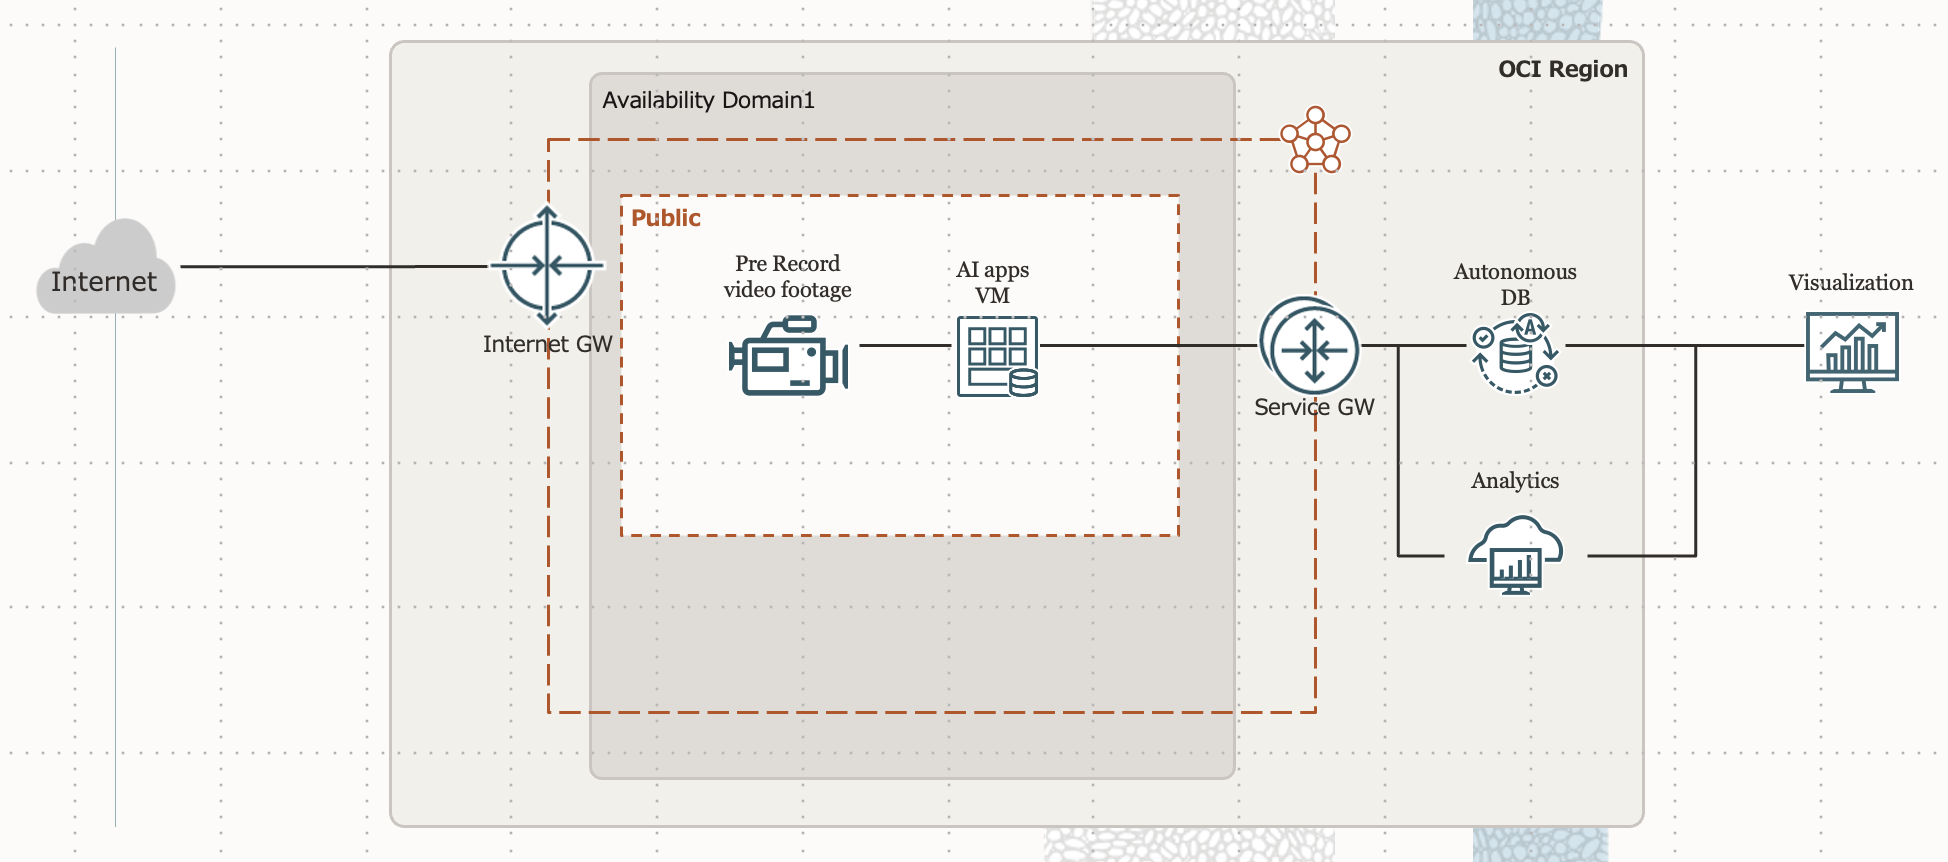 OCI Region
Availability Domain1
Public
Internet
Internet GW
Pre Record
video footage
AI apps
VM
Service GW
Autonomous
DB
A
Analytics
Visualization